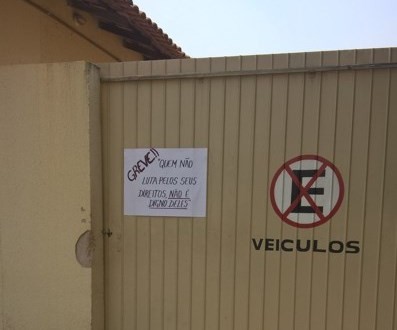 GREVE!!
"QUEM NÃO
LUTA PELOS SEUS
DIREITOS, NÃO É
DIGNO DELES"
E
VEICULOS